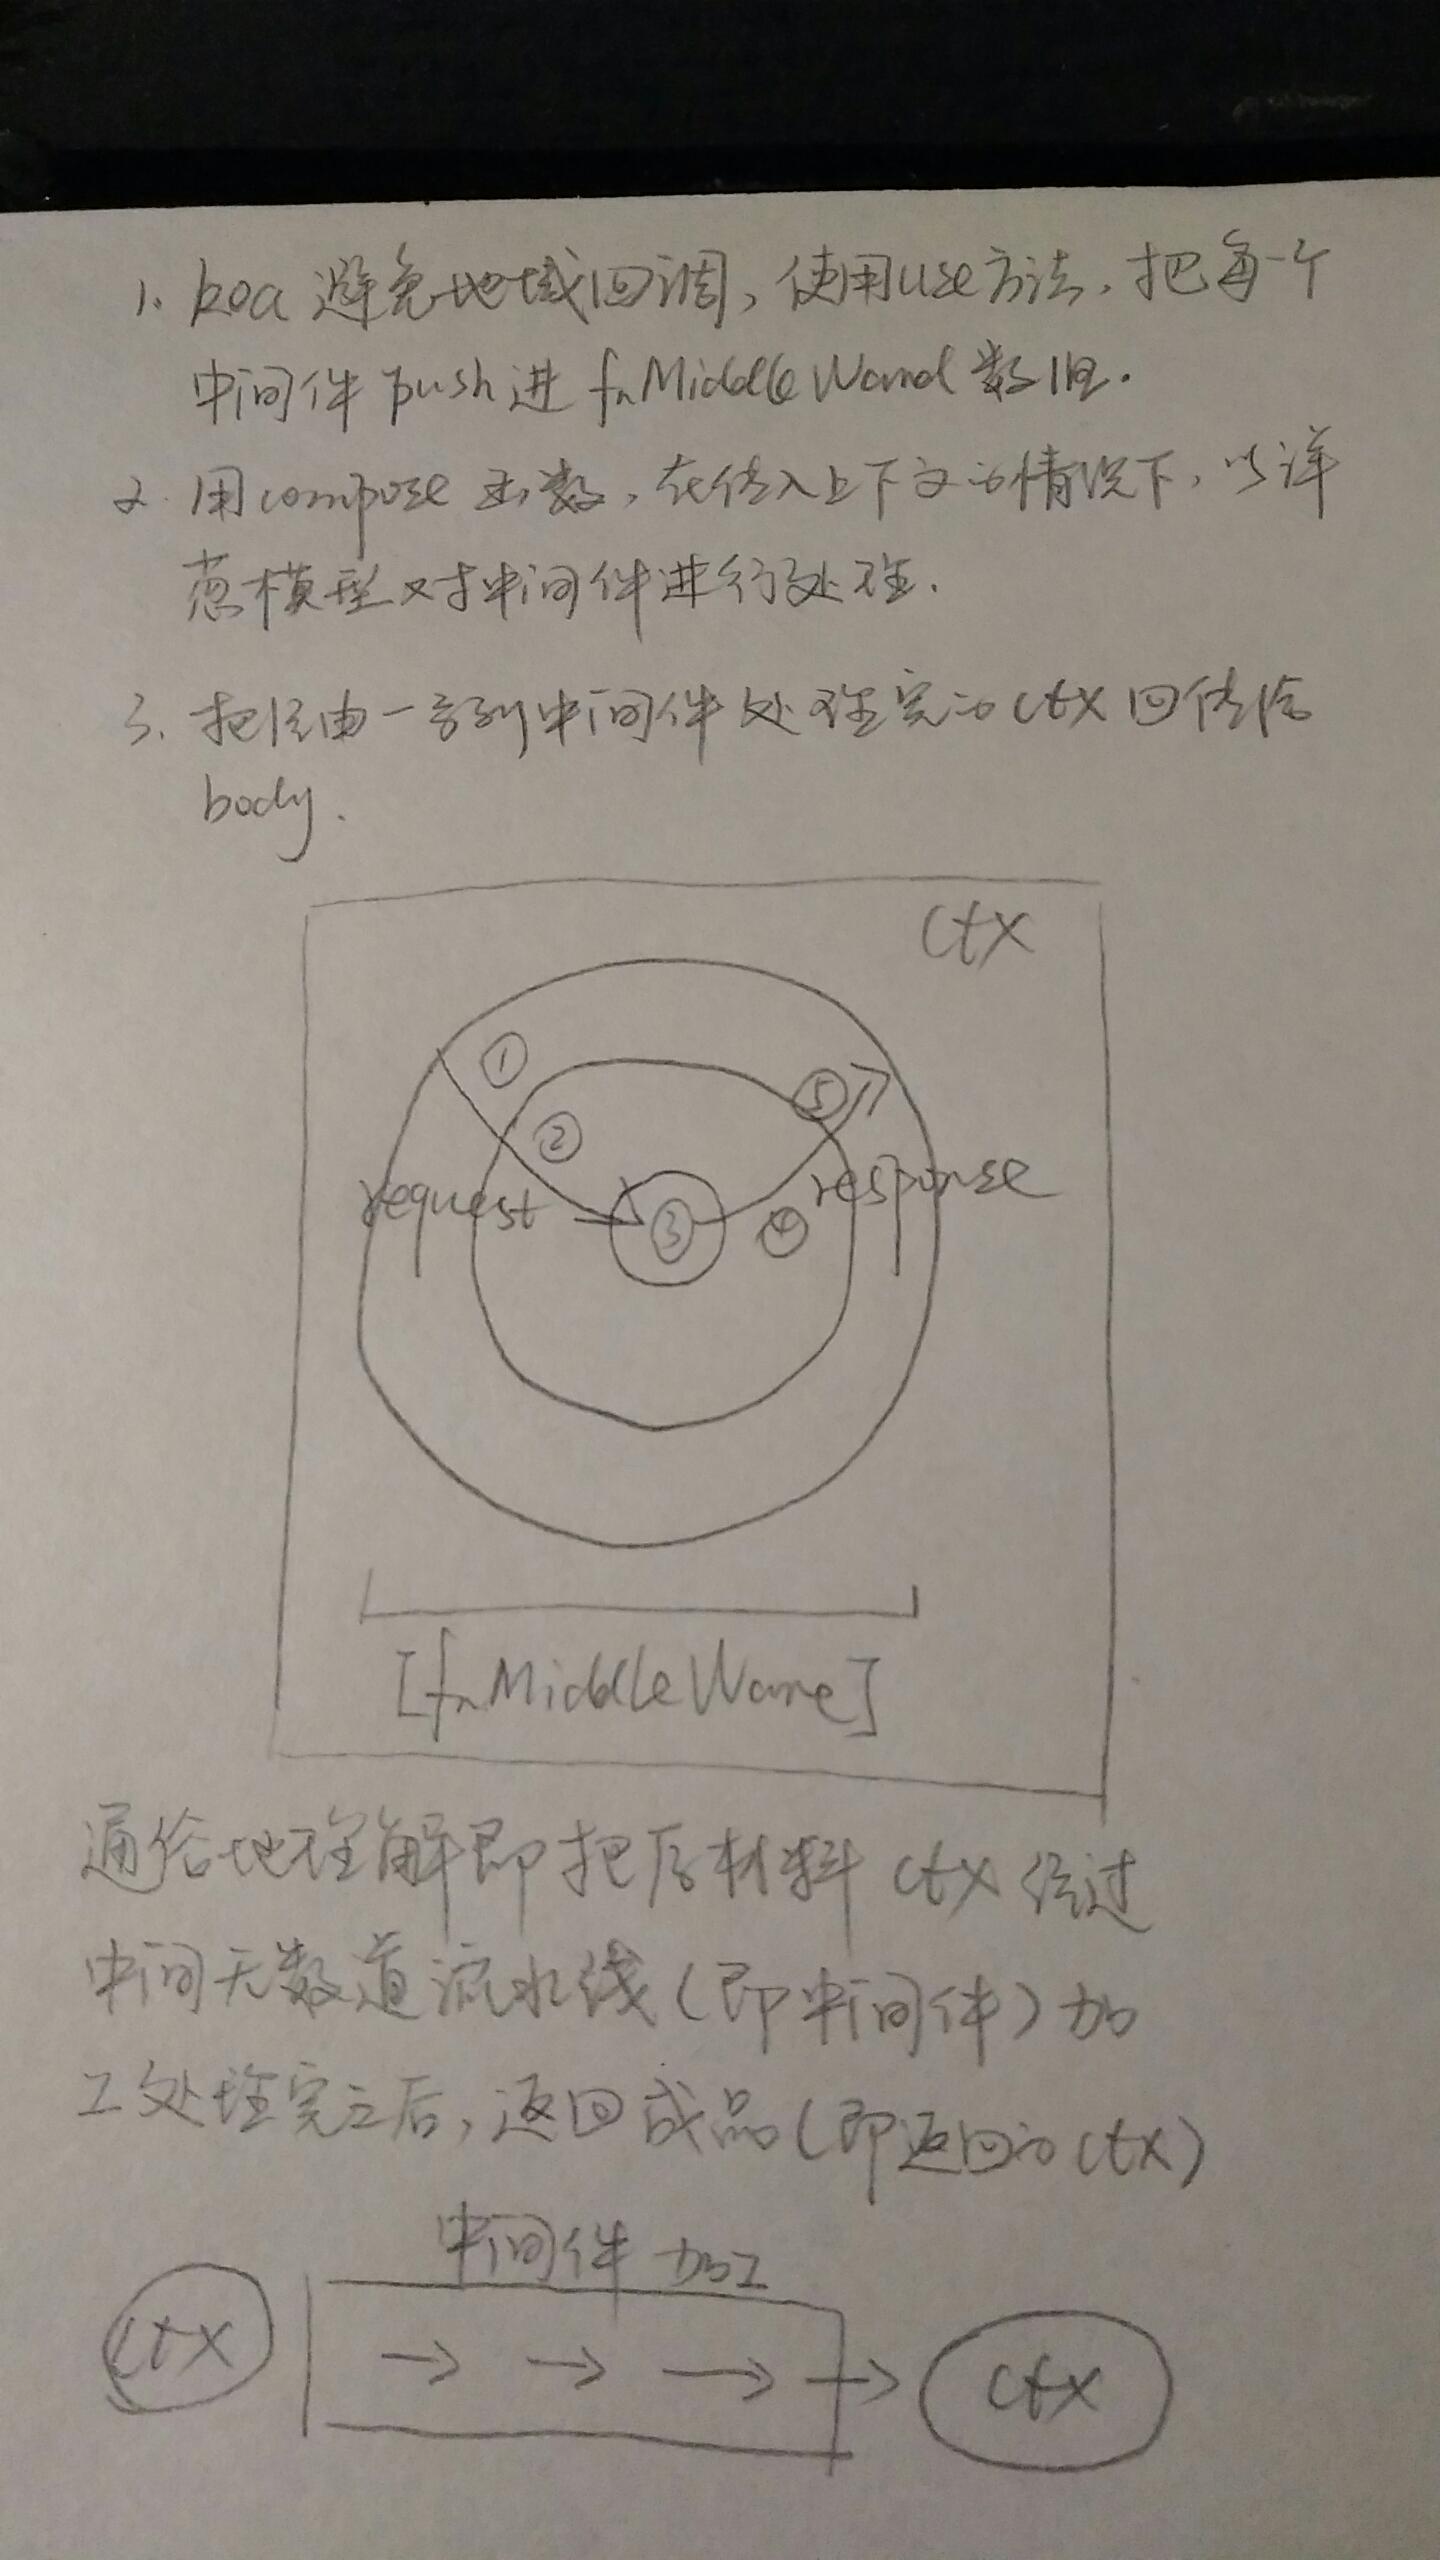 1. koa 避免地域回调，使用use方法，把每一个
中间件 push 进 fnMiddleWare 数组.
2. 用compose 函数，在传入上下文的情况下，以洋
葱模型对中间件进行处理.
3. 把经由一系列中间件处理完的ctx回传给
body.
ctx
①
②
⑤
request
③
④
response
[fnMiddleWare]
通俗地理解即把原材料 ctx 经过
中间无数道流水线（即中间件）加
工处理完之后，返回成品（即返回的ctx）
中间件 加工
ctx
ctx